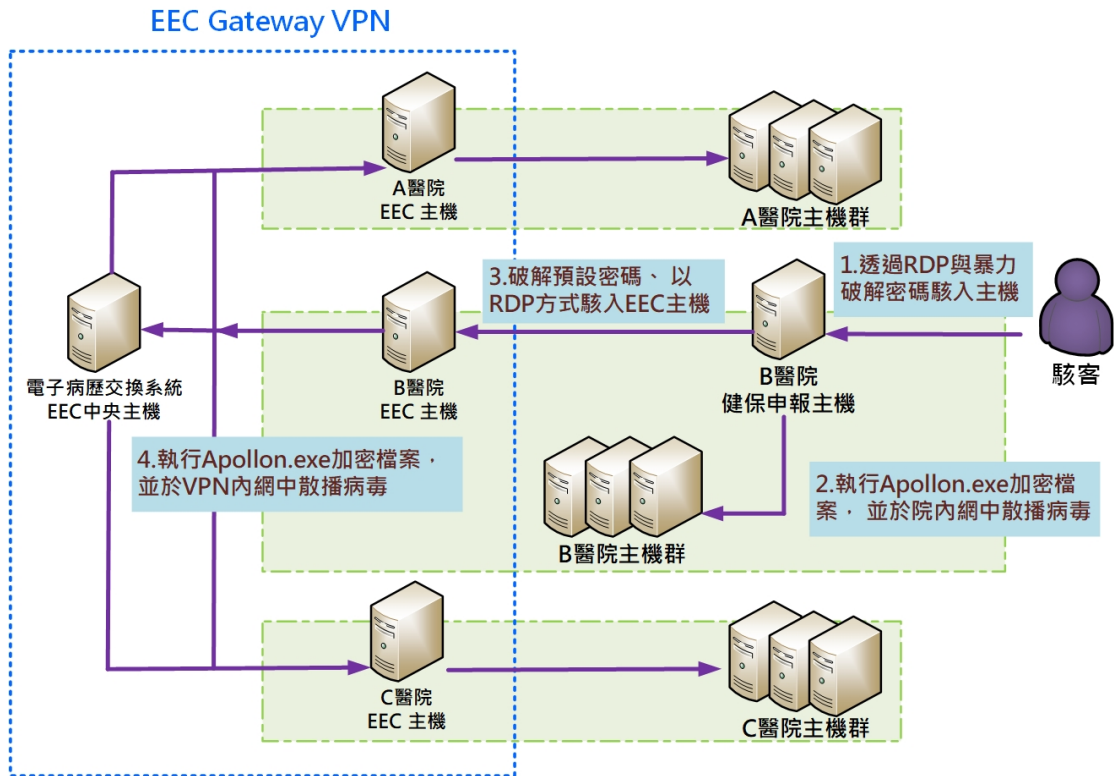 EEC Gateway VPN
A醫院
EEC 主機
A醫院主機群
1.透過RDP與暴力
破解密碼駭入主機
3.破解預設密碼、 以
RDP方式駭入EEC主機
駭客
電子病歷交換系統
EEC中央主機
B醫院
EEC 主機
B醫院
健保申報主機
4.執行Apollon.exe加密檔案，
並於VPN內網中散播病毒
2.執行Apollon.exe加密檔
案， 並於院內網中散播病毒
B醫院主機群
C醫院
EEC 主機
C醫院主機群